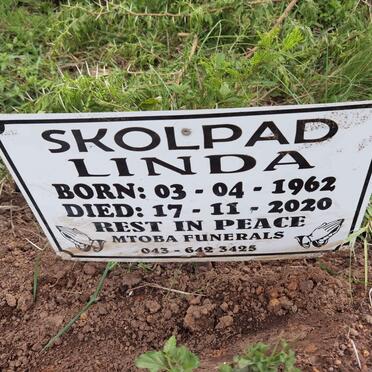 SKOLPAD
LINDA
BORN: 03 - 04 - 1962
DIED: 17 - 11 - 2020
REST IN PEACE
MTOBA FUNERALS
043 - 642 3425